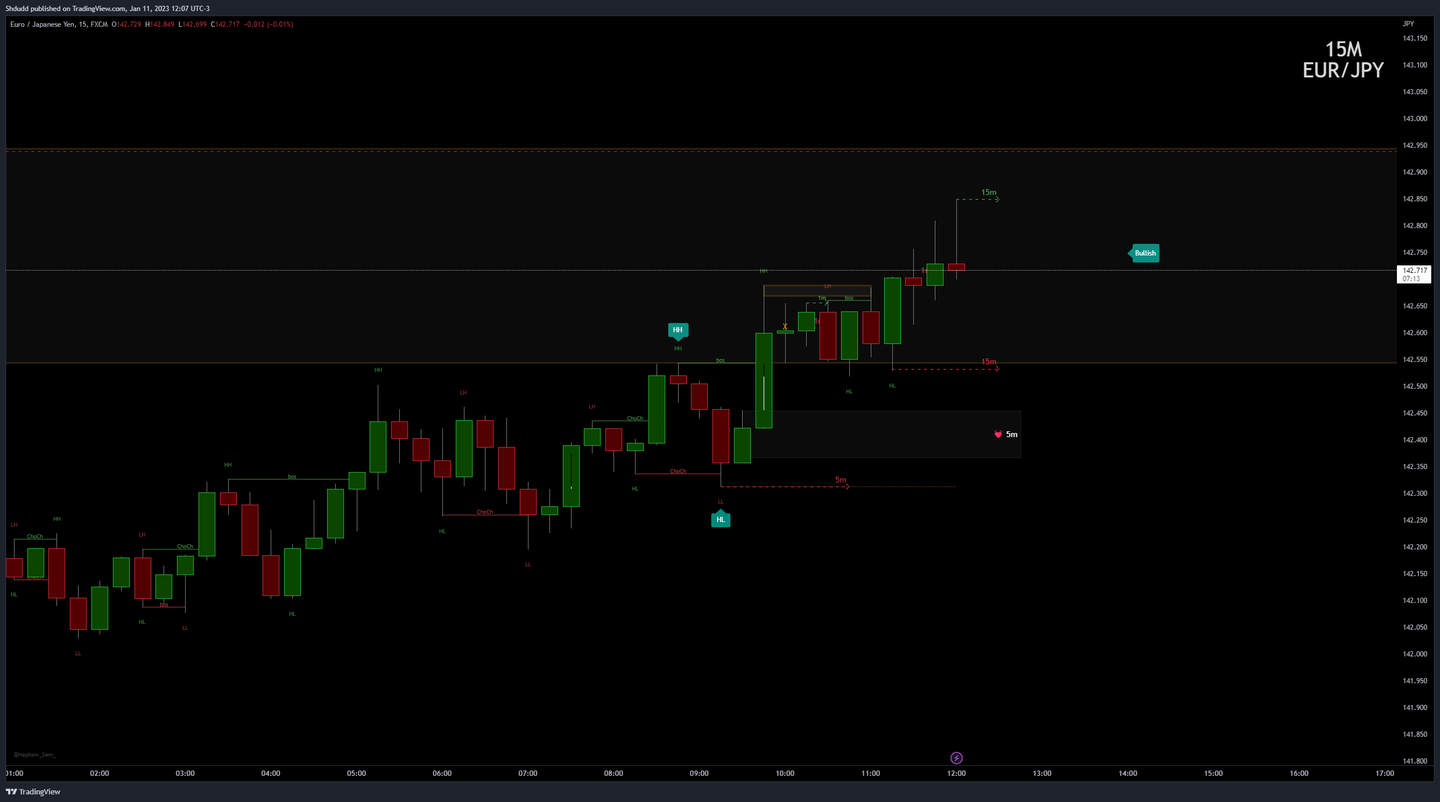 Shdudd published on TradingView.com, Jan 11, 2023 12:07 UTC-3
Euro / Japanese Yen, 15, FXCM O142.729 H142.849 L142.699 C142.717 −0.012 (−0.01%)
JPY
143.150
15M
EUR/JPY
143.100
143.050
143.000
142.950
142.900
15m
142.850
142.800
Bullish
142.750
HH
142.717
07:13
LH
1m
bos
142.650
X
HH
142.600
HH
bos
15m
142.550
HH
HL
HL
142.500
LH
LH
142.450
ChoCh
♥ 5m
142.400
HH
ChoCh
142.350
bos
5m
HL
142.300
LL
LH
HH
ChoCh
HL
142.250
HL
LH
ChoCh
ChoCh
142.200
LL
142.150
HL
bos
142.100
HL
HL
LL
142.050
LL
142.000
141.950
141.900
141.850
@Nephew_Sam_
141.800
01:00 02:00 03:00 04:00 05:00 06:00 07:00 08:00 09:00 10:00 11:00 12:00 13:00 14:00 15:00 16:00 17:00
TradingView